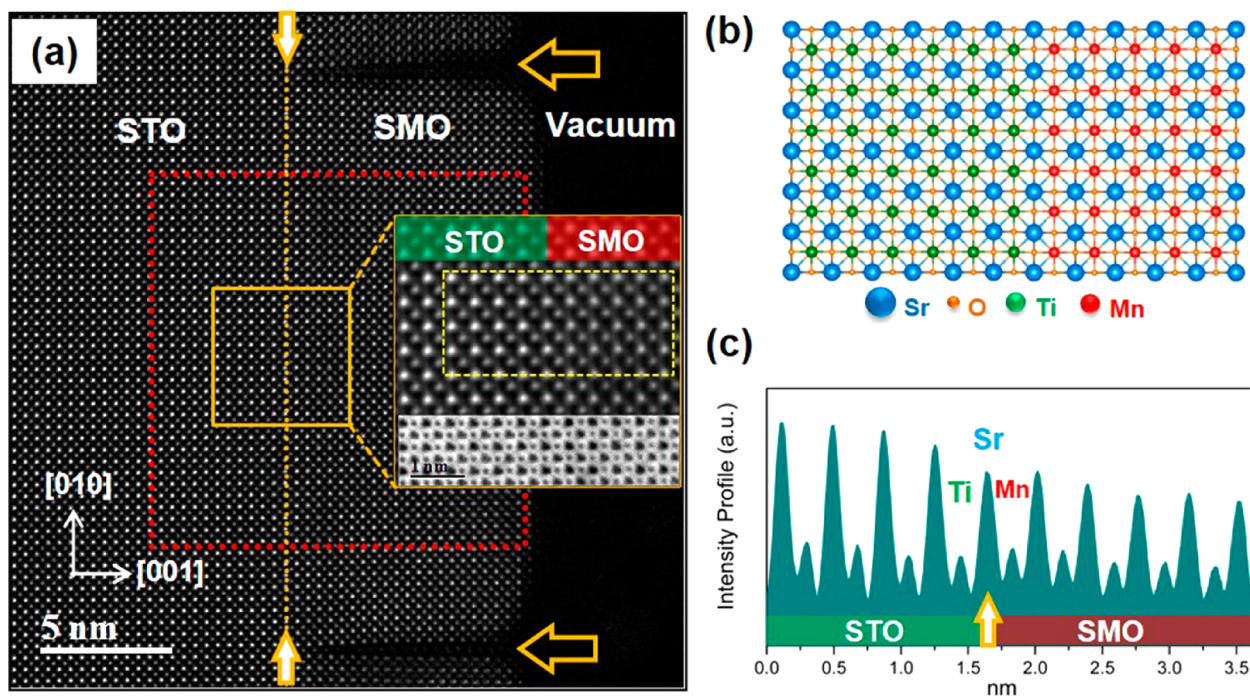 (a)
STO
SMO
Vacuum
STO
SMO
1 nm
[010]
[001]
5 nm
(b)
Sr
O
Ti
Mn
(c)
Intensity Profile (a.u.)
Sr
Ti
Mn
STO
SMO
0.0 0.5 1.0 1.5 2.0 2.5 3.0 3.5
nm